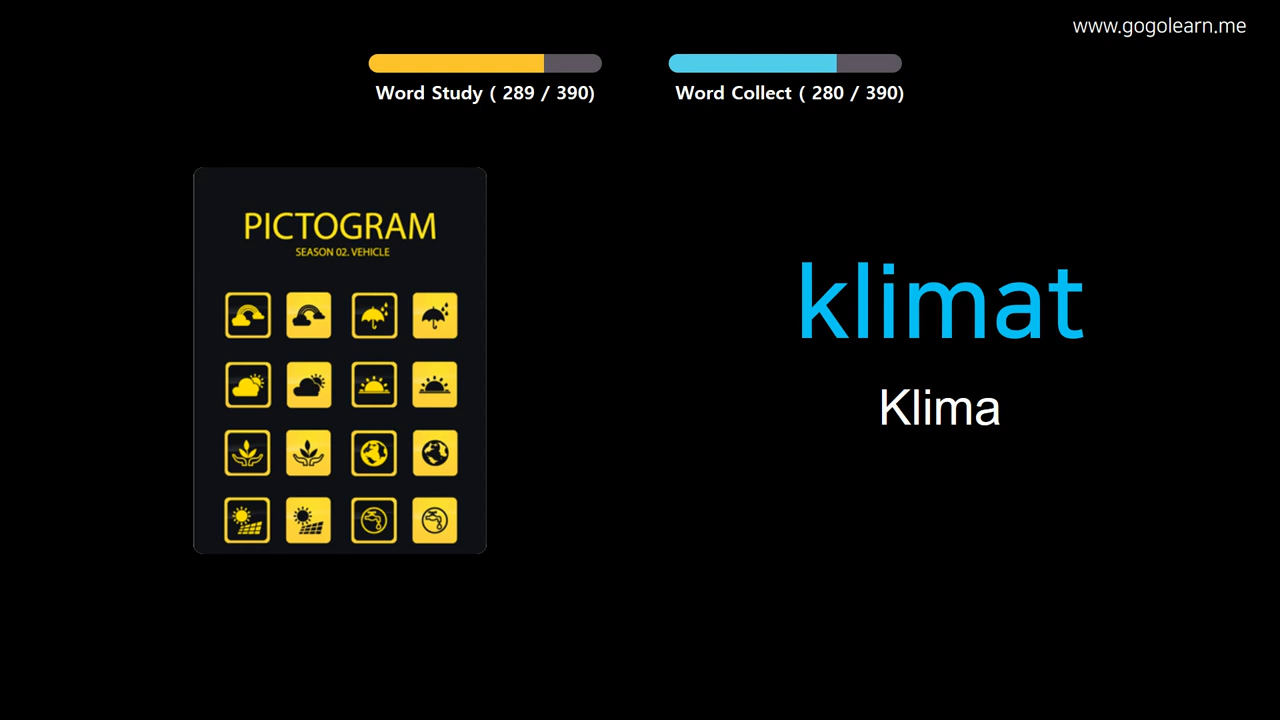 www.gogolearn.me
Word Study ( 289 / 390)
Word Collect ( 280 / 390)
PICTOGRAM
SEASON 02. VEHICLE
klimat
Klima